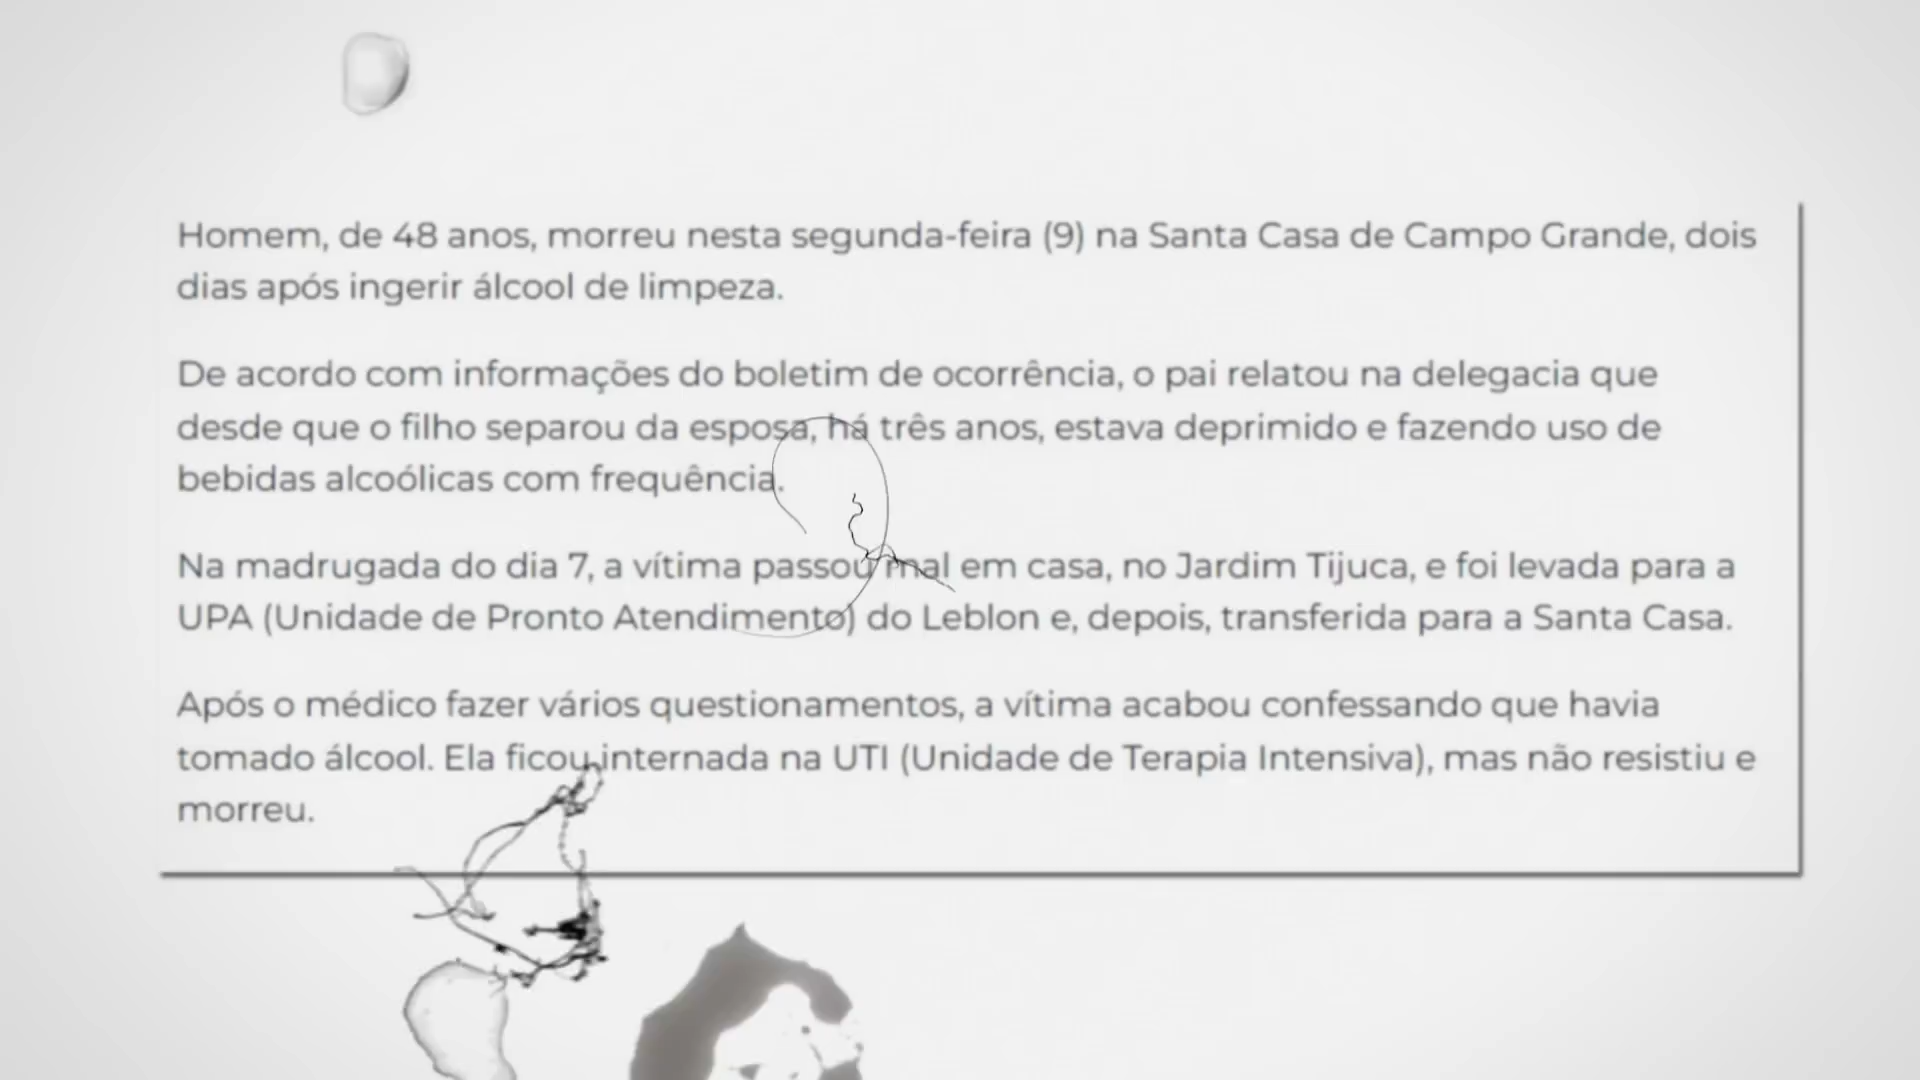 Homem, de 48 anos, morreu nesta segunda-feira (9) na Santa Casa de Campo Grande, dois
dias após ingerir álcool de limpeza.
De acordo com informações do boletim de ocorrência, o pai relatou na delegacia que
desde que o filho separou da esposa, há três anos, estava deprimido e fazendo uso de
bebidas alcoólicas com frequência.
Na madrugada do dia 7, a vítima passou mal em casa, no Jardim Tijuca, e foi levada para a
UPA (Unidade de Pronto Atendimento) do Leblon e, depois, transferida para a Santa Casa.
Após o médico fazer vários questionamentos, a vítima acabou confessando que havia
tomado álcool. Ela ficou internada na UTI (Unidade de Terapia Intensiva), mas não resistiu e
morreu.